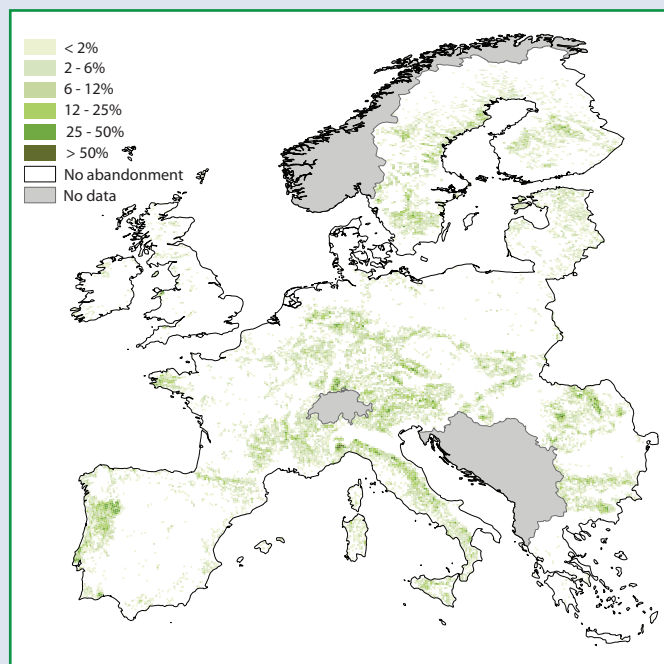 < 2%
2 - 6%
6 - 12%
12 - 25%
25 - 50%
> 50%
No abandonment
No data